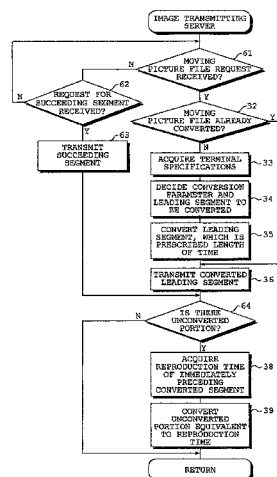 IMAGE TRANSMITTING
SERVER
61
MOVING
PICTURE FILE REQUEST
RECEIVED?
N
62
REQUEST FOR
SUCCEEDING SEGMENT
RECEIVED?
N
Y
Y
32
MOVING
PICTURE FILE ALREADY
CONVERTED?
Y
N
63
TRANSMIT
SUCCEEDING
SEGMENT
ACQUIRE TERMINAL
SPECIFICATIONS
33
DECIDE CONVERSION
PARAMETER AND
LEADING SEGMENT TO
BE CONVERTED
34
CONVERT LEADING
SEGMENT, WHICH IS
PRESCRIBED LENGTH
OF TIME
35
TRANSMIT CONVERTED
LEADING SEGMENT
36
64
IS THERE
UNCONVERTED
PORTION?
N
Y
ACQUIRE
REPRODUCTION TIME
OF IMMEDIATELY
PRECEDING
CONVERTED SEGMENT
38
CONVERT
UNCONVERTED
PORTION EQUIVALENT
TO REPRODUCTION
TIME
39
RETURN